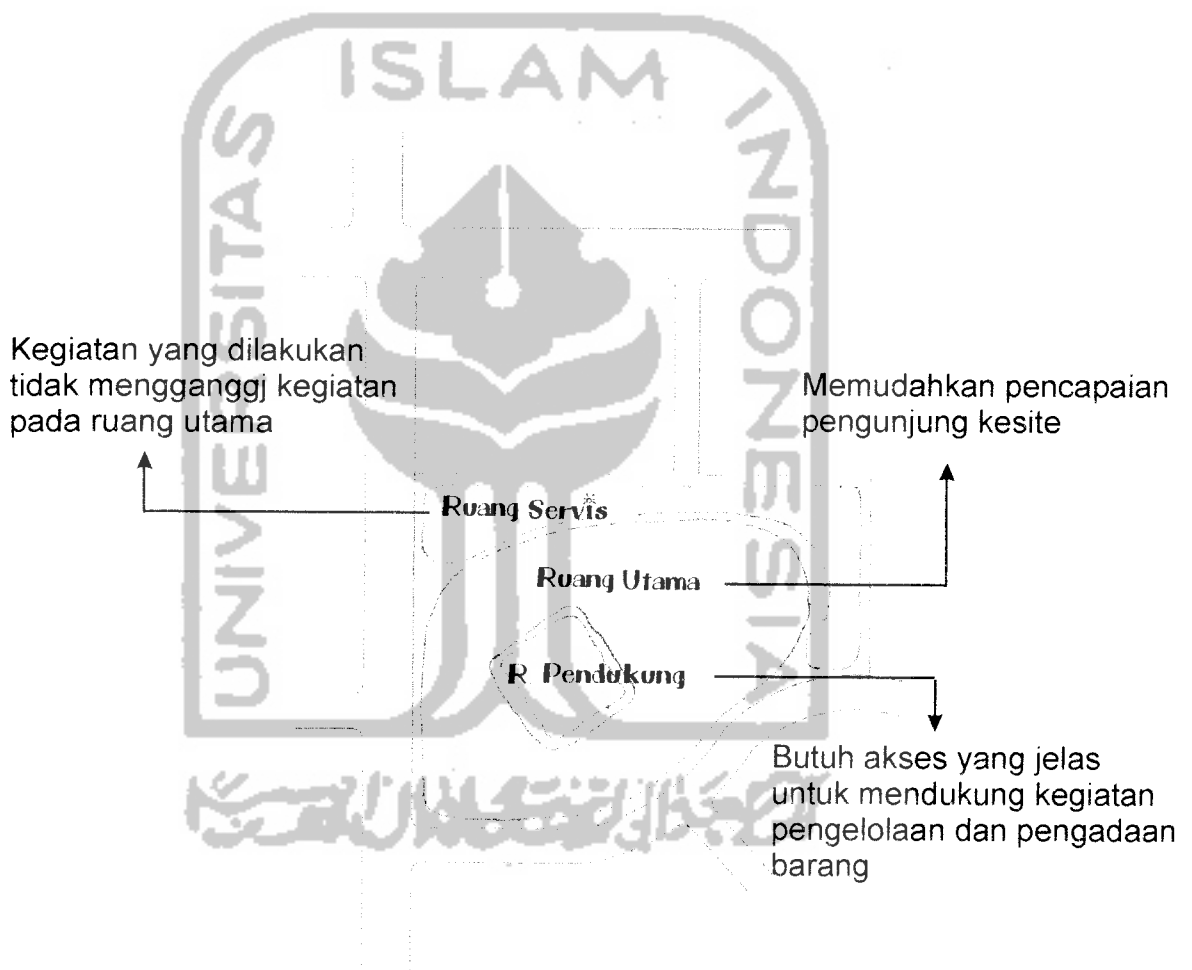 ISLAM
UNIVERSITAS
INDONESIA
Kegiatan yang dilakukan
tidak mengganggj kegiatan
pada ruang utama
Memudahkan pencapaian
pengunjung kesite
Ruang Servis
Ruang Utama
R Pendukung
Butuh akses yang jelas
untuk mendukung kegiatan
pengelolaan dan pengadaan
barang